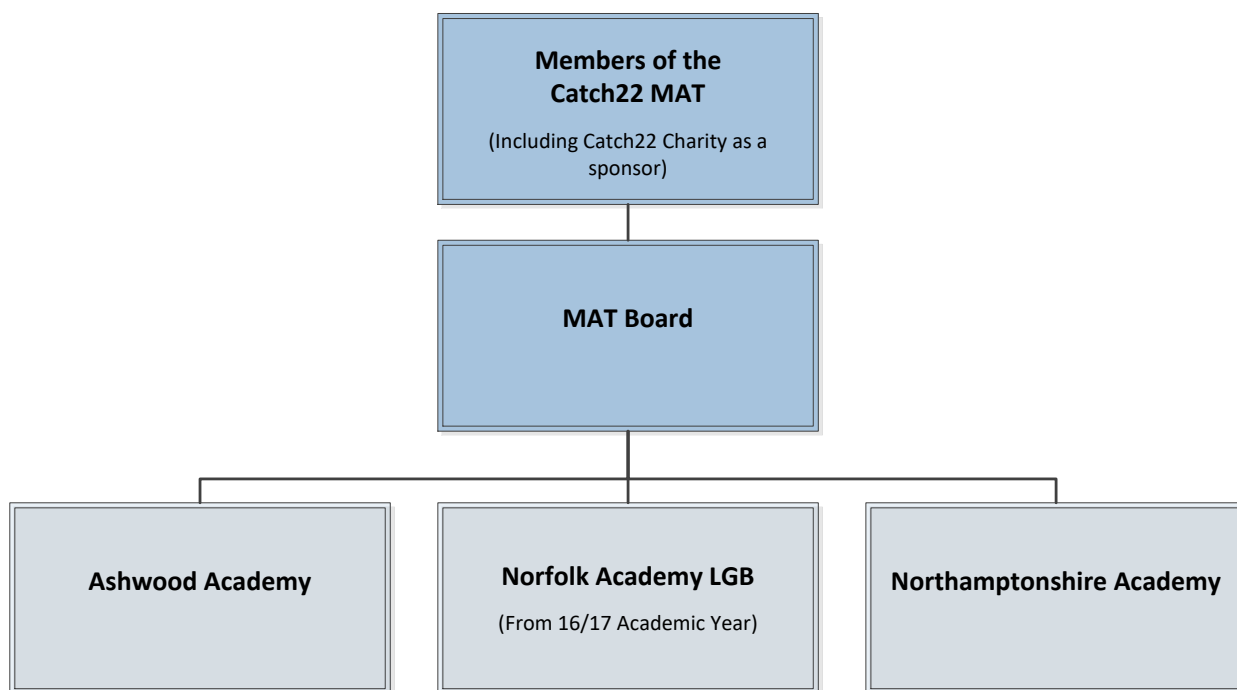 Members of the
Catch22 MAT
(Including Catch22 Charity as a
sponsor)
MAT Board
Ashwood Academy
Norfolk Academy LGB
(From 16/17 Academic Year)
Northamptonshire Academy